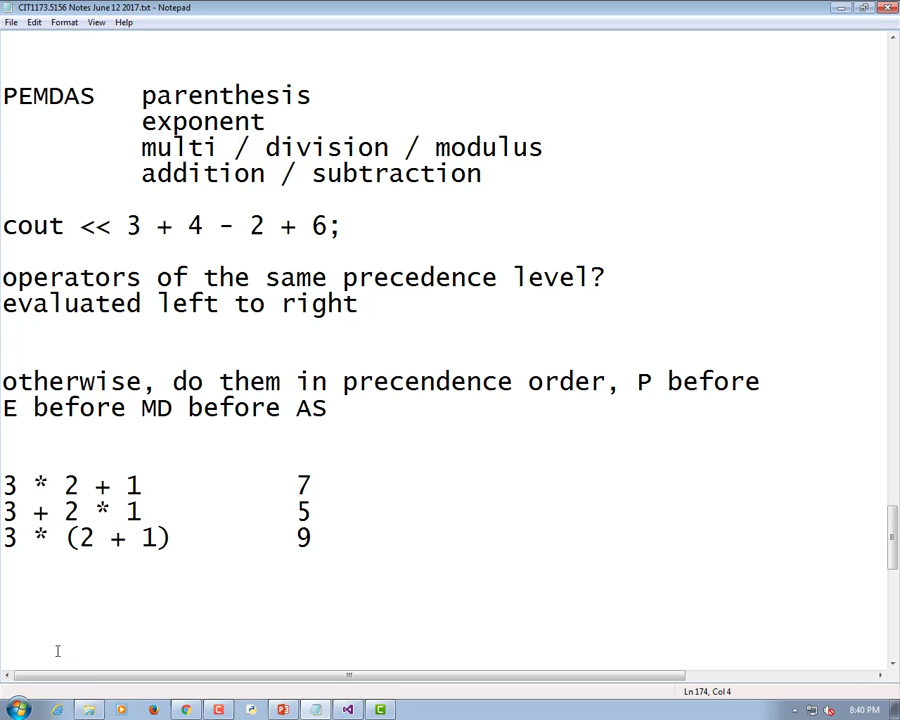 CIT1173.5156 Notes June 12 2017.txt - Notepad
File Edit Format View Help
PEMDAS parenthesis
exponent
multi / division / modulus
addition / subtraction
cout << 3 + 4 - 2 + 6;
operators of the same precedence level?
evaluated left to right
otherwise, do them in precendence order, P before
E before MD before AS
3 * 2 + 1 7
3 + 2 * 1 5
3 * (2 + 1) 9
Ln 174, Col 4
8:40 PM